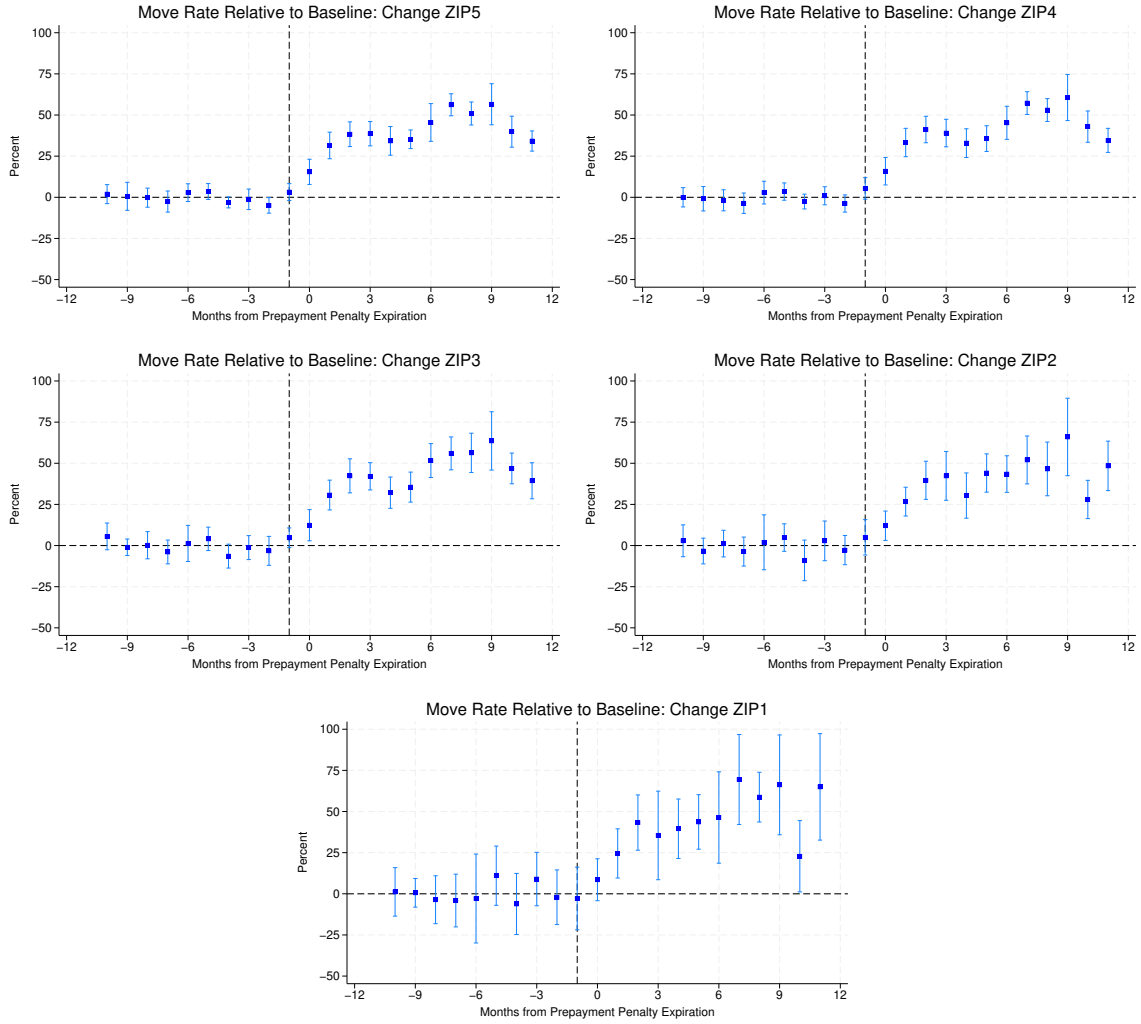 Move Rate Relative to Baseline: Change ZIP5
100
75
50
25
0
−25
−50
Percent
−12 −9 −6 −3 0 3 6 9 12
Months from Prepayment Penalty Expiration
Move Rate Relative to Baseline: Change ZIP4
100
75
50
25
0
−25
−50
Percent
−12 −9 −6 −3 0 3 6 9 12
Months from Prepayment Penalty Expiration
Move Rate Relative to Baseline: Change ZIP3
100
75
50
25
0
−25
−50
Percent
−12 −9 −6 −3 0 3 6 9 12
Months from Prepayment Penalty Expiration
Move Rate Relative to Baseline: Change ZIP2
100
75
50
25
0
−25
−50
Percent
−12 −9 −6 −3 0 3 6 9 12
Months from Prepayment Penalty Expiration
Move Rate Relative to Baseline: Change ZIP1
100
75
50
25
0
−25
−50
Percent
−12 −9 −6 −3 0 3 6 9 12
Months from Prepayment Penalty Expiration